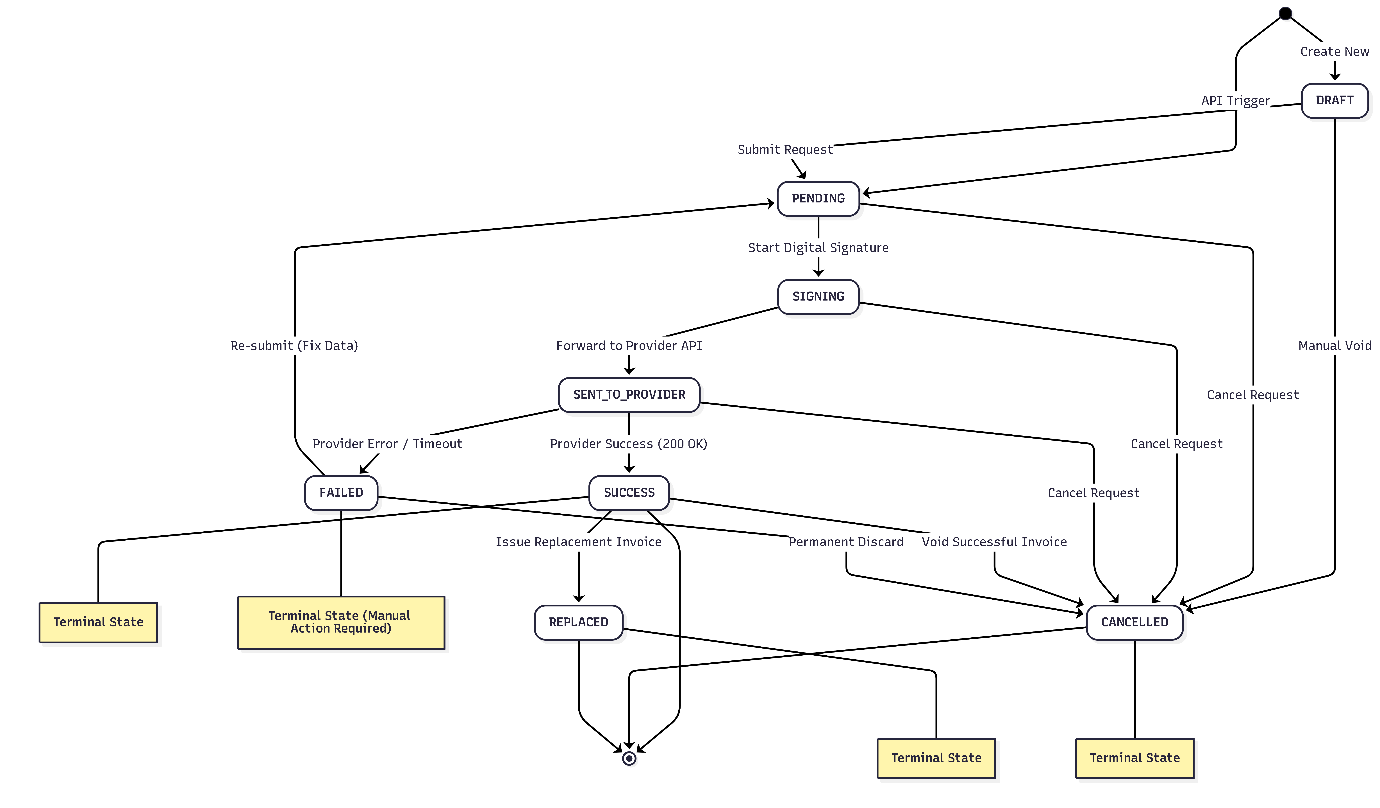 Create New
API Trigger
DRAFT
Submit Request
PENDING
Start Digital Signature
SIGNING
Re-submit (Fix Data)
Forward to Provider API
Manual Void
SENT_TO_PROVIDER
Cancel Request
Provider Error / Timeout
Provider Success (200 OK)
Cancel Request
FAILED
SUCCESS
Cancel Request
Issue Replacement Invoice
Permanent Discard
Void Successful Invoice
Terminal State
Terminal State (Manual
Action Required)
REPLACED
CANCELLED
Terminal State
Terminal State